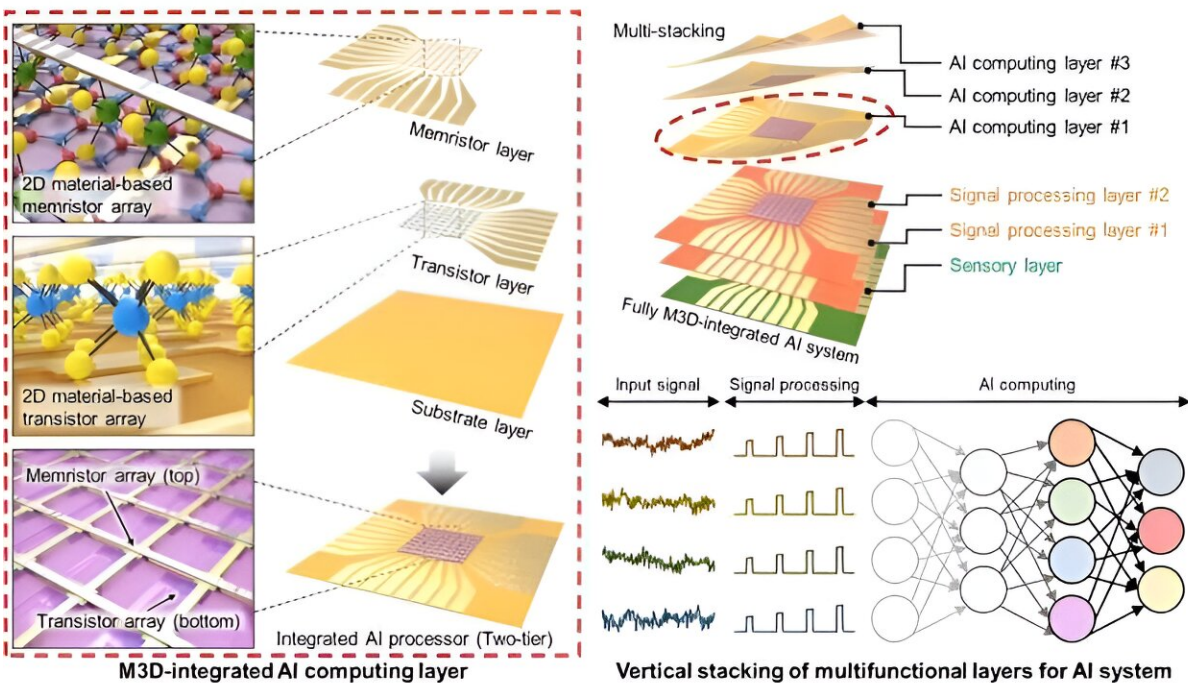 2D material-based
memristor array
Memristor layer
2D material-based
transistor array
Transistor layer
Substrate layer
Memristor array (top)
Transistor array (bottom)
Integrated AI processor (Two-tier)
M3D-integrated AI computing layer
Multi-stacking
AI computing layer #3
AI computing layer #2
AI computing layer #1
Signal processing layer #2
Signal processing layer #1
Sensory layer
Fully M3D-integrated AI system
Input signal
Signal processing
AI computing
Vertical stacking of multifunctional layers for AI system